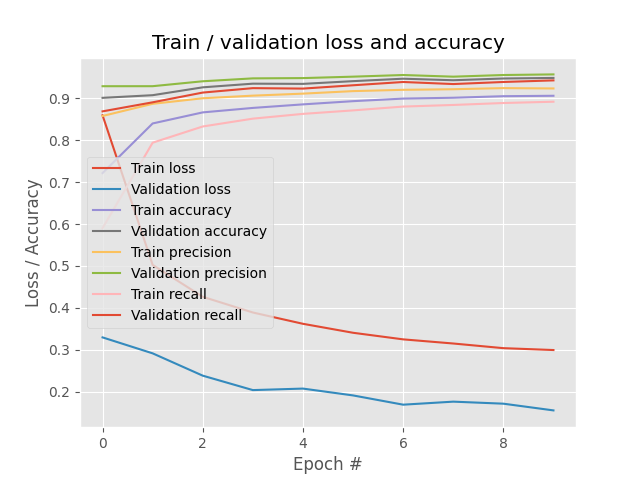 Train / validation loss and accuracy
Loss / Accuracy
0.9
0.8
0.7
0.6
0.5
0.4
0.3
0.2
Train loss
Validation loss
Train accuracy
Validation accuracy
Train precision
Validation precision
Train recall
Validation recall
0 2 4 6 8
Epoch #